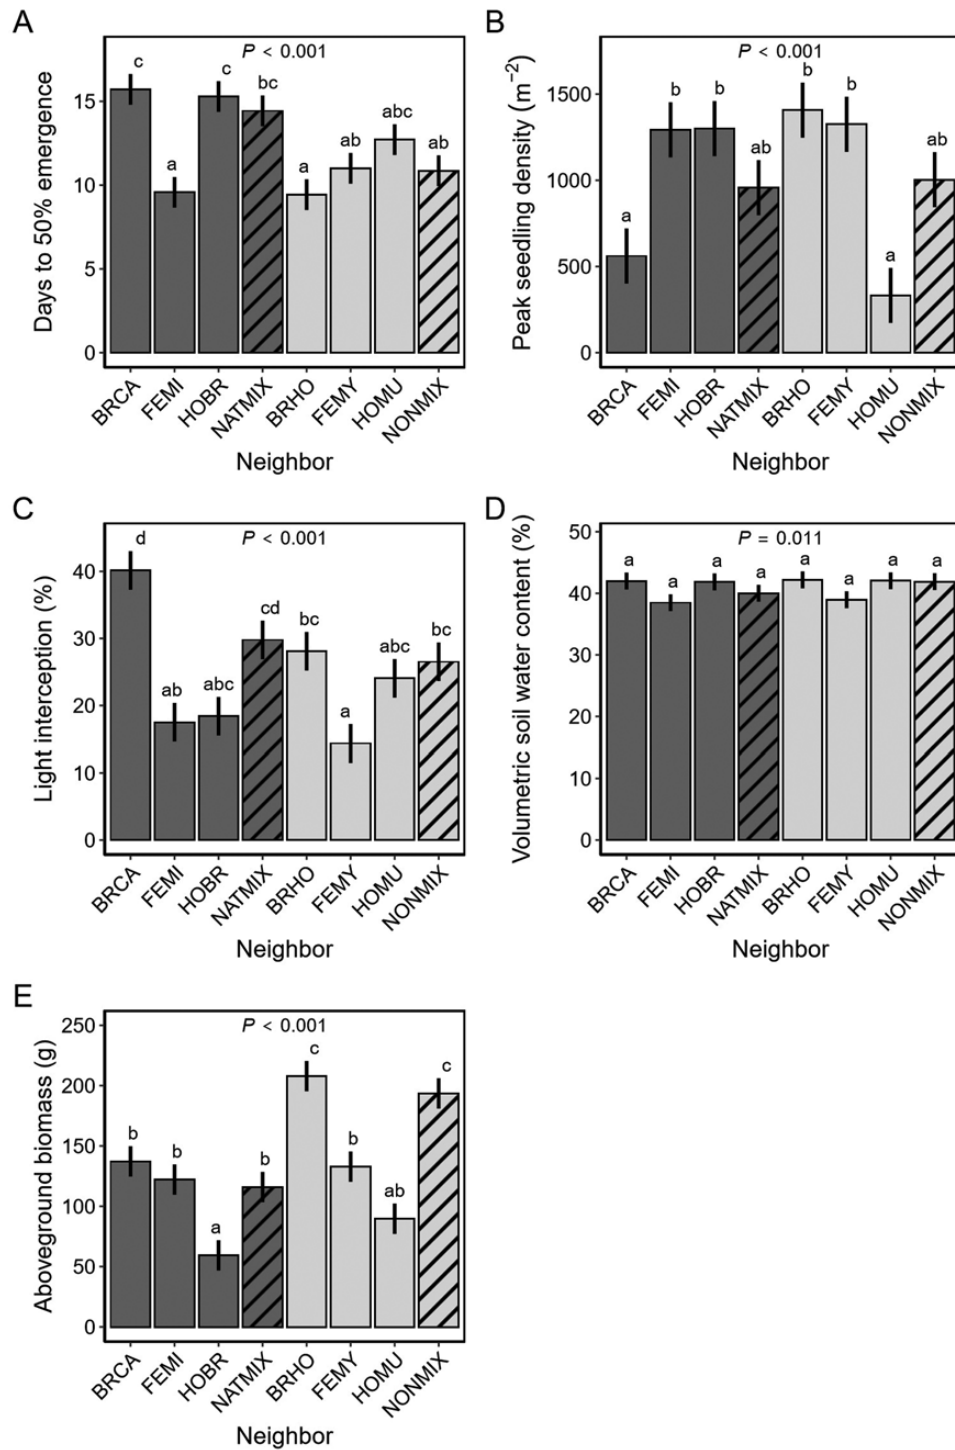 A
P < 0.001
Days to 50% emergence
15
10
5
0
c
a
c
bc
a
ab
abc
ab
BRCA
FEMI
HOBR
NATMIX
BRHO
FEMY
HOMU
NONMIX
Neighbor
B
P < 0.001
Peak seedling density (m⁻²)
1500
1000
500
0
a
b
b
ab
b
b
a
ab
BRCA
FEMI
HOBR
NATMIX
BRHO
FEMY
HOMU
NONMIX
Neighbor
C
P < 0.001
Light interception (%)
40
30
20
10
0
d
ab
abc
cd
bc
a
abc
bc
BRCA
FEMI
HOBR
NATMIX
BRHO
FEMY
HOMU
NONMIX
Neighbor
D
P = 0.011
Volumetric soil water content (%)
50
40
30
20
10
0
a
a
a
a
a
a
a
a
BRCA
FEMI
HOBR
NATMIX
BRHO
FEMY
HOMU
NONMIX
Neighbor
E
P < 0.001
Aboveground biomass (g)
250
200
150
100
50
0
b
b
a
b
c
b
ab
c
BRCA
FEMI
HOBR
NATMIX
BRHO
FEMY
HOMU
NONMIX
Neighbor